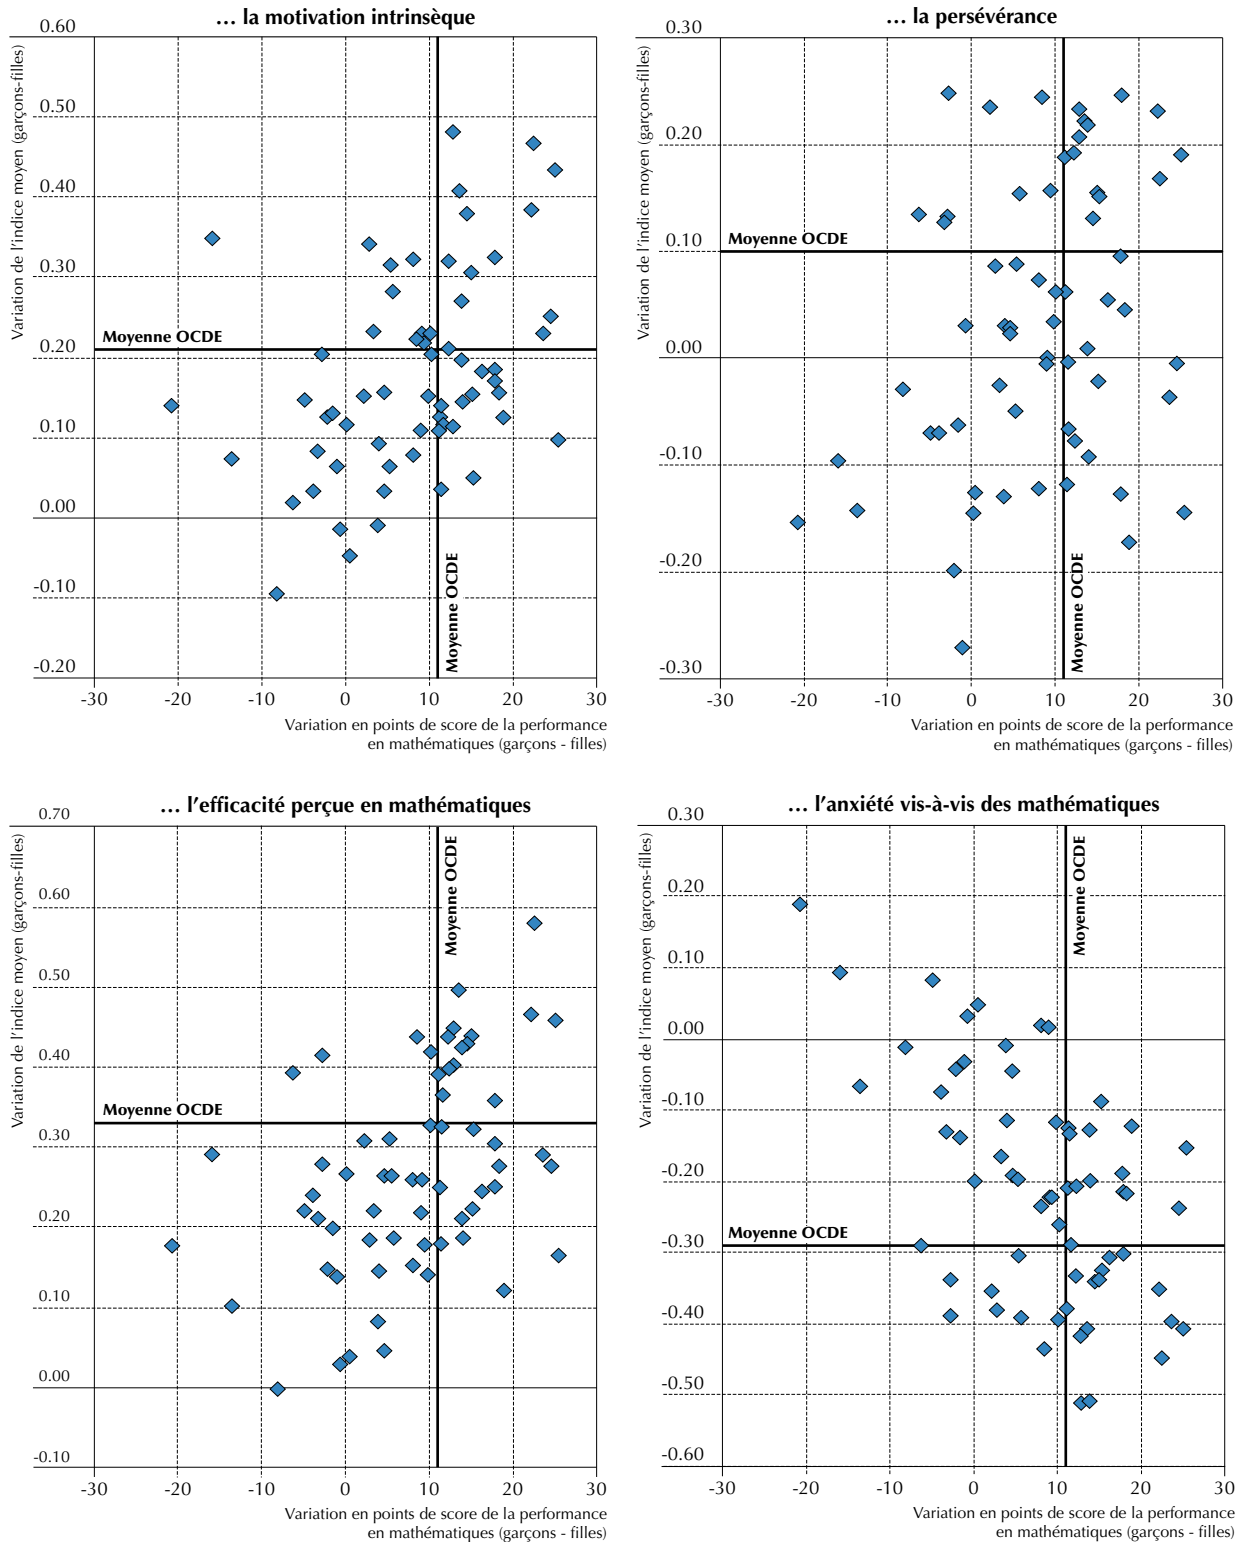 … la motivation intrinsèque
Variation de l’indice moyen (garçons-filles)
0.60
0.50
0.40
0.30
Moyenne OCDE
0.20
0.10
0.00
-0.10
-0.20
Moyenne OCDE
-30 -20 -10 0 10 20 30
Variation en points de score de la performance
en mathématiques (garçons - filles)
… la persévérance
Variation de l’indice moyen (garçons-filles)
0.30
0.20
Moyenne OCDE
0.10
0.00
-0.10
-0.20
-0.30
Moyenne OCDE
-30 -20 -10 0 10 20 30
Variation en points de score de la performance
en mathématiques (garçons - filles)
… l’efficacité perçue en mathématiques
Variation de l’indice moyen (garçons-filles)
0.70
0.60
0.50
0.40
Moyenne OCDE
0.30
0.20
0.10
0.00
-0.10
Moyenne OCDE
-30 -20 -10 0 10 20 30
Variation en points de score de la performance
en mathématiques (garçons - filles)
… l’anxiété vis-à-vis des mathématiques
Variation de l’indice moyen (garçons-filles)
0.30
0.20
0.10
0.00
-0.10
-0.20
Moyenne OCDE
-0.30
-0.40
-0.50
-0.60
Moyenne OCDE
-30 -20 -10 0 10 20 30
Variation en points de score de la performance
en mathématiques (garçons - filles)